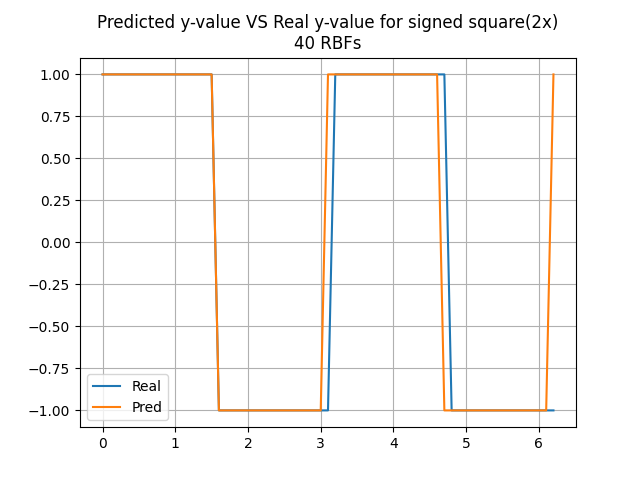 Predicted y-value VS Real y-value for signed square(2x)
40 RBFs
1.00
0.75
0.50
0.25
0.00
−0.25
−0.50
−0.75
−1.00
Real
Pred
0 1 2 3 4 5 6